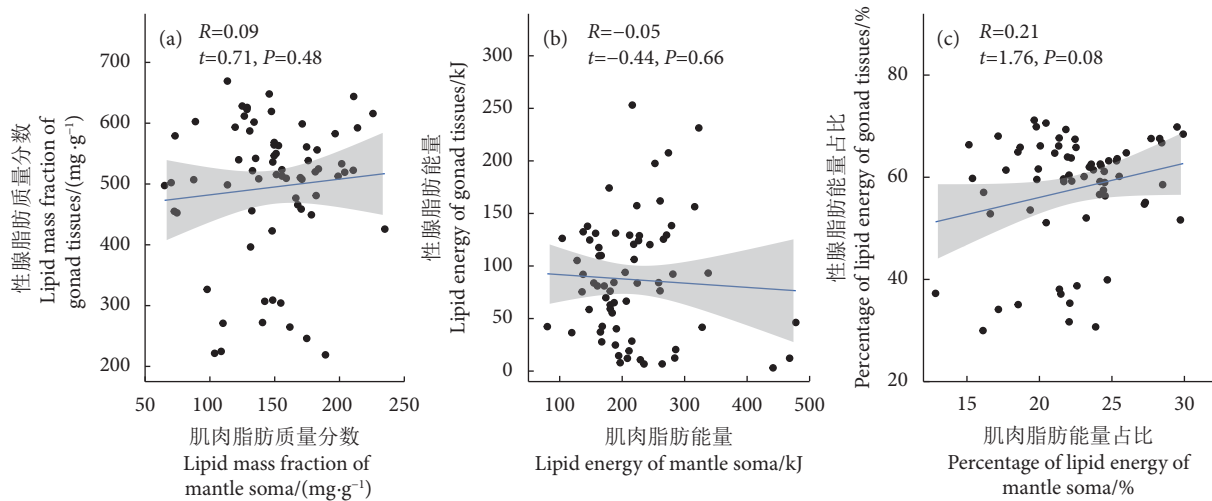 (a)
R=0.09
t=0.71, P=0.48
性腺脂肪质量分数
Lipid mass fraction of
gonad tissues/(mg·g⁻¹)
700
600
500
400
300
200
50
100
150
200
250
肌肉脂肪质量分数
Lipid mass fraction of
mantle soma/(mg·g⁻¹)
(b)
R=−0.05
t=−0.44, P=0.66
性腺脂肪能量
Lipid energy of gonad tissues/kJ
300
250
200
150
100
50
0
100
200
300
400
500
肌肉脂肪能量
Lipid energy of mantle soma/kJ
(c)
R=0.21
t=1.76, P=0.08
性腺脂肪能量占比
Percentage of lipid energy of gonad tissues/%
80
60
40
20
15
20
25
30
肌肉脂肪能量占比
Percentage of lipid energy of
mantle soma/%